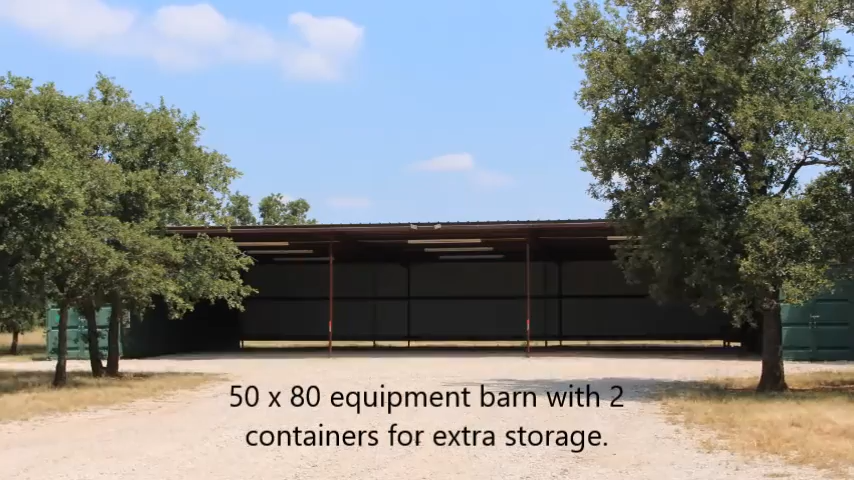 50 x 80 equipment barn with 2
containers for extra storage.